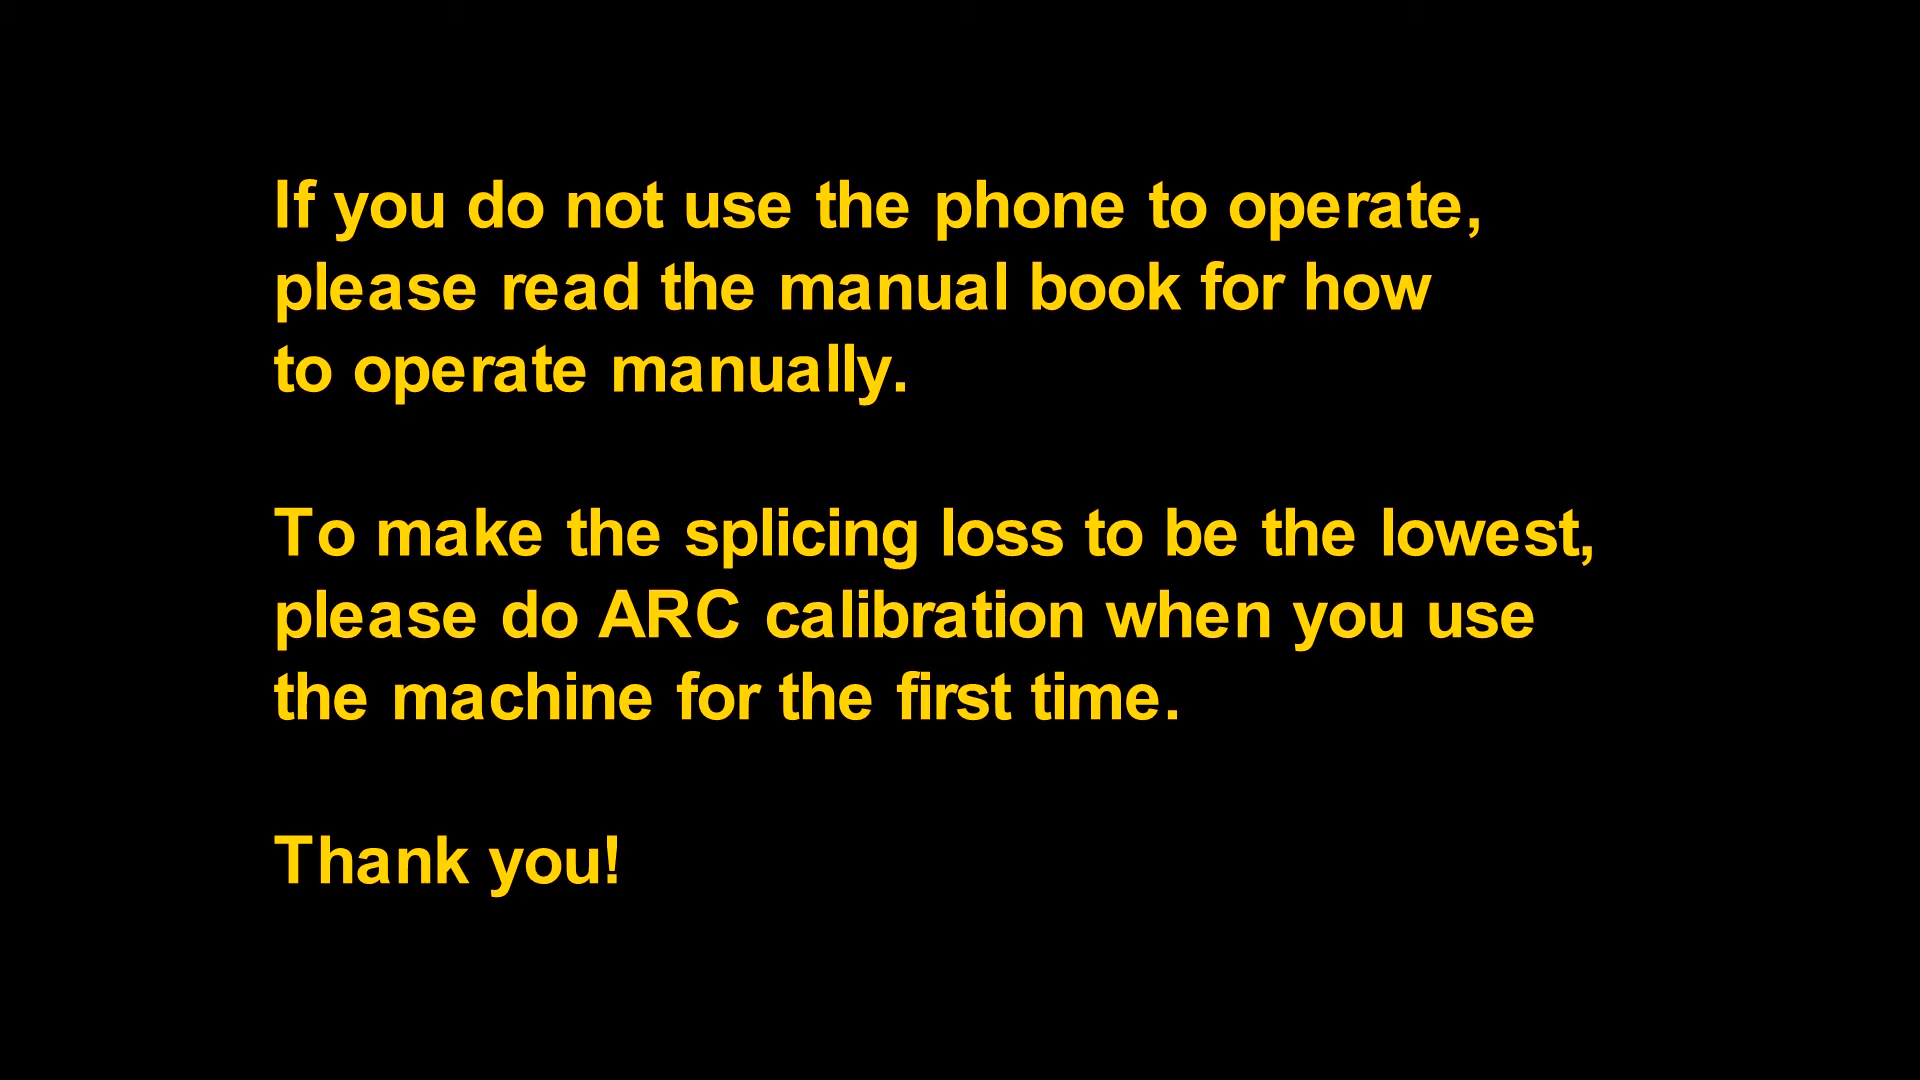 If you do not use the phone to operate,
please read the manual book for how
to operate manually.
To make the splicing loss to be the lowest,
please do ARC calibration when you use
the machine for the first time.
Thank you!